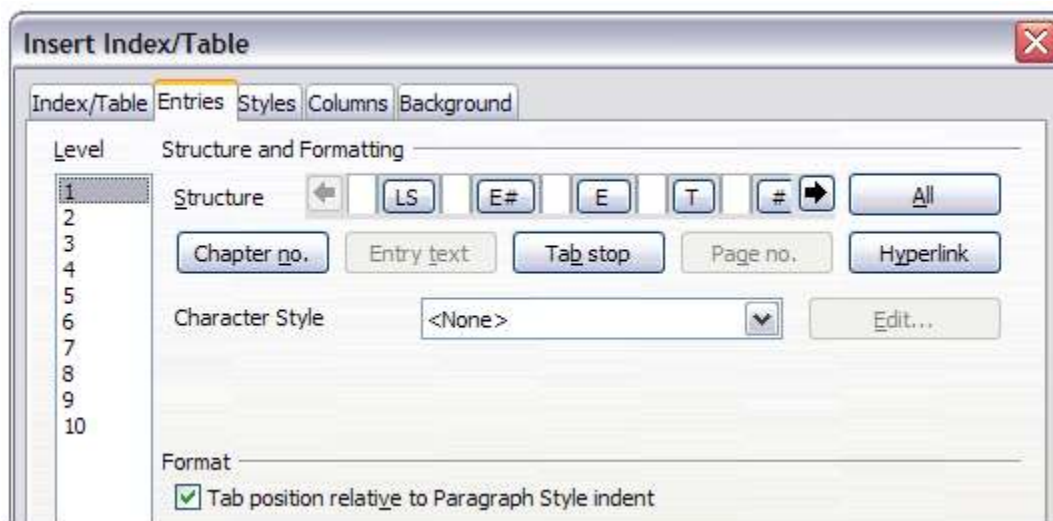 Insert Index/Table
Index/Table Entries Styles Columns Background
Level Structure and Formatting
1
2
3
4
5
6
7
8
9
10
Structure LS E# E T # All
Chapter no. Entry text Tab stop Page no. Hyperlink
Character Style <None> Edit...
Format
Tab position relative to Paragraph Style indent